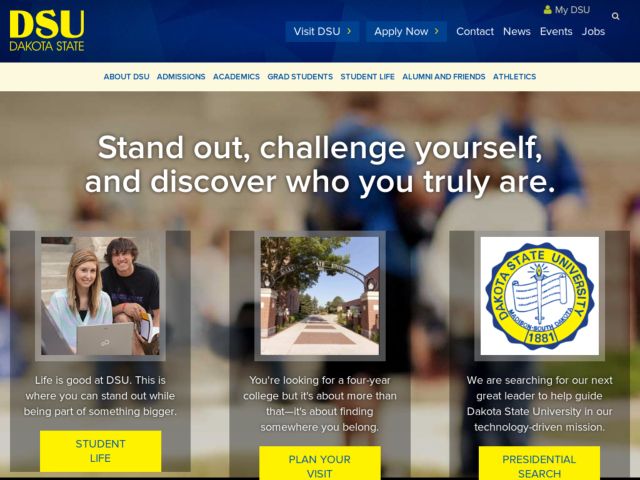 DSU
DAKOTA STATE
My DSU
Visit DSU
Apply Now
Contact
News
Events
Jobs
ABOUT DSU
ADMISSIONS
ACADEMICS
GRAD STUDENTS
STUDENT LIFE
ALUMNI AND FRIENDS
ATHLETICS
Stand out, challenge yourself,
and discover who you truly are.
Life is good at DSU. This is
where you can stand out while
being part of something bigger.
STUDENT
LIFE
You're looking for a four-year
college but it's about more than
that—it's about finding
somewhere you belong.
PLAN YOUR
VISIT
DAKOTA STATE UNIVERSITY
MADISON-SOUTH DAKOTA
1881
We are searching for our next
great leader to help guide
Dakota State University in our
technology-driven mission.
PRESIDENTIAL
SEARCH